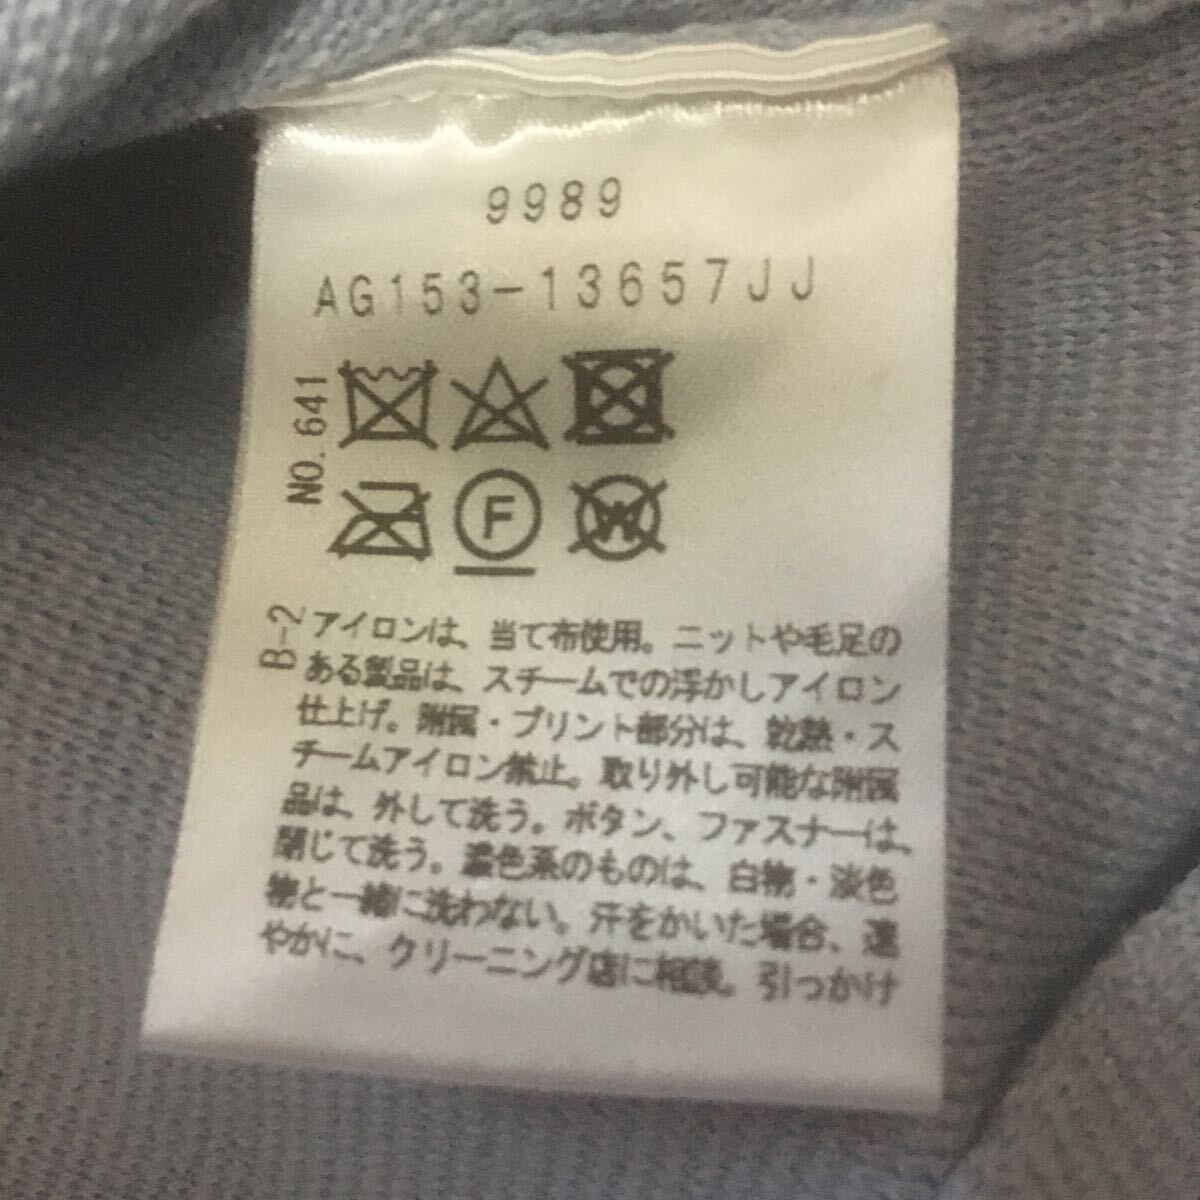 9989
AG153-13657JJ
NO.641
F
W
B-2
アイロンは、当て布使用。ニットや毛足の
ある製品は、スチームでの浮かしアイロン
仕上げ。附属・プリント部分は、乾熱・ス
チームアイロン禁止。取り外し可能な附属
品は、外して洗う。ボタン、ファスナーは、
閉じて洗う。濃色系のものは、白物・淡色
物と一緒に洗わない。汗をかいた場合、速
やかに、クリーニング店に相談。引っかけ